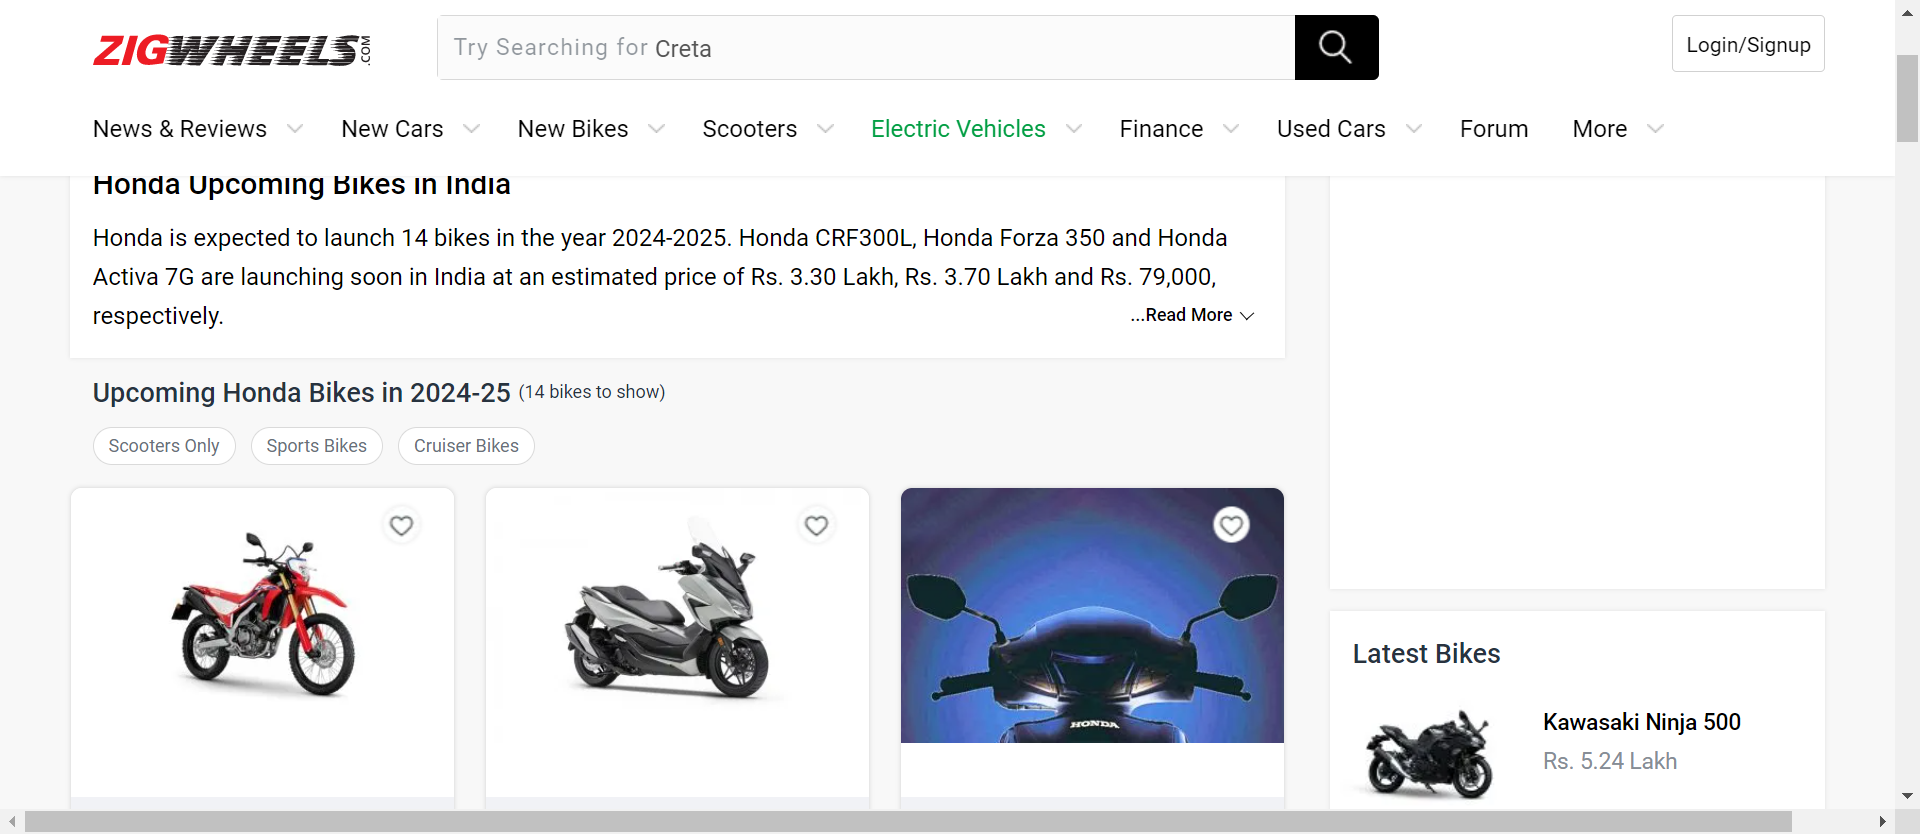 ZIGWHEELS.COM
Try Searching for Creta
Login/Signup
News & Reviews
New Cars
New Bikes
Scooters
Electric Vehicles
Finance
Used Cars
Forum
More
Honda Upcoming Bikes in India
Honda is expected to launch 14 bikes in the year 2024-2025. Honda CRF300L, Honda Forza 350 and Honda
Activa 7G are launching soon in India at an estimated price of Rs. 3.30 Lakh, Rs. 3.70 Lakh and Rs. 79,000,
respectively.
...Read More
Upcoming Honda Bikes in 2024-25 (14 bikes to show)
Scooters Only
Sports Bikes
Cruiser Bikes
HONDA
Latest Bikes
Kawasaki Ninja 500
Rs. 5.24 Lakh